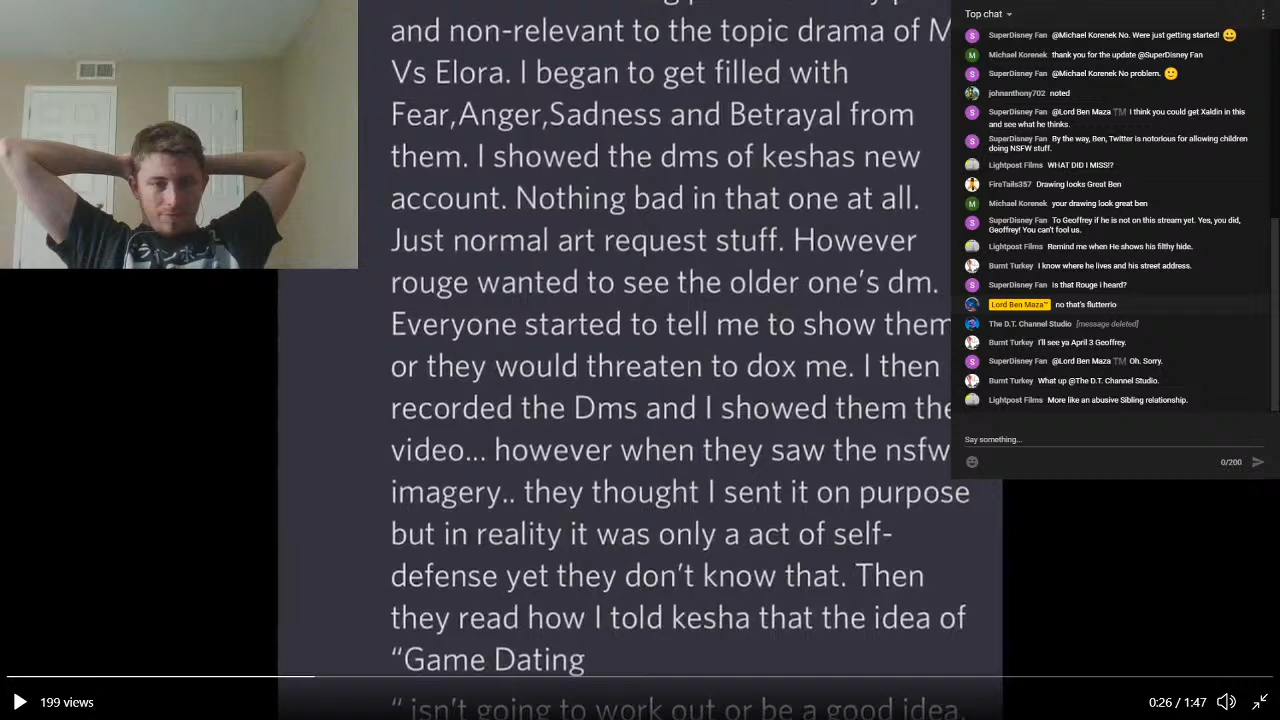 and non-relevant to the topic drama of M
Vs Elora. I began to get filled with
Fear,Anger,Sadness and Betrayal from
them. I showed the dms of keshas new
account. Nothing bad in that one at all.
Just normal art request stuff. However
rouge wanted to see the older one’s dm.
Everyone started to tell me to show them
or they would threaten to dox me. I then
recorded the Dms and I showed them the
video... however when they saw the nsfw
imagery.. they thought I sent it on purpose
but in reality it was only a act of self-
defense yet they don’t know that. Then
they read how I told kesha that the idea of
“Game Dating
“ isn’t going to work out or be a good idea.
Top chat
SuperDisney Fan @Michael Korenek No. Were just getting started! 😀
Michael Korenek thank you for the update @SuperDisney Fan
SuperDisney Fan @Michael Korenek No problem. 🙂
johnanthony702 noted
SuperDisney Fan @Lord Ben Maza ™️ I think you could get Xaldin in this
and see what he thinks.
SuperDisney Fan By the way, Ben, Twitter is notorious for allowing children
doing NSFW stuff.
Lightpost Films WHAT DID I MISS!?
FireTails357 Drawing looks Great Ben
Michael Korenek your drawing look great ben
SuperDisney Fan To Geoffrey if he is not on this stream yet. Yes, you did,
Geoffrey! You can't fool us.
Lightpost Films Remind me when He shows his filthy hide.
Burnt Turkey I know where he lives and his street address.
SuperDisney Fan Is that Rouge i heard?
Lord Ben Maza™ no that's flutterrio
The D.T. Channel Studio [message deleted]
Burnt Turkey I'll see ya April 3 Geoffrey.
SuperDisney Fan @Lord Ben Maza ™️ Oh. Sorry.
Burnt Turkey What up @The D.T. Channel Studio.
Lightpost Films More like an abusive Sibling relationship.
Say something...
0/200
199 views
0:26 / 1:47